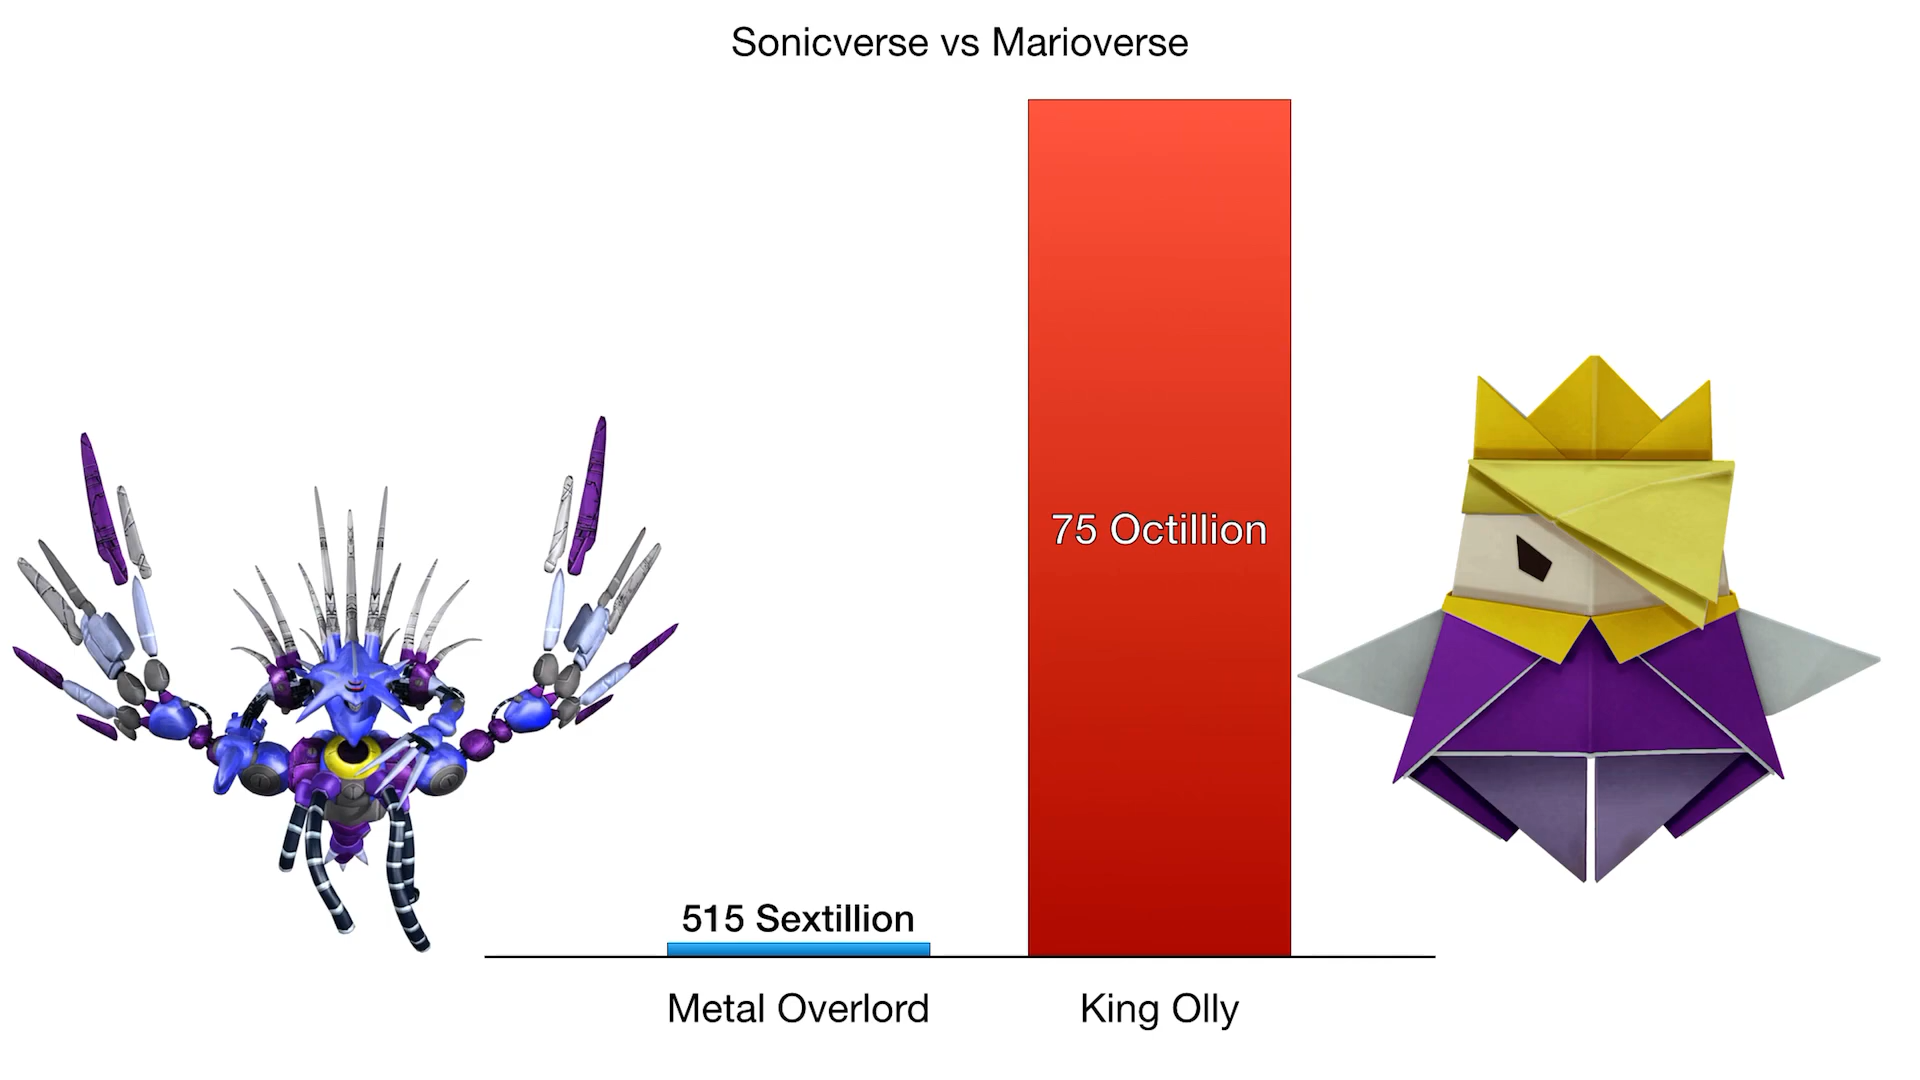 Sonicverse vs Marioverse
75 Octillion
515 Sextillion
Metal Overlord
King Olly